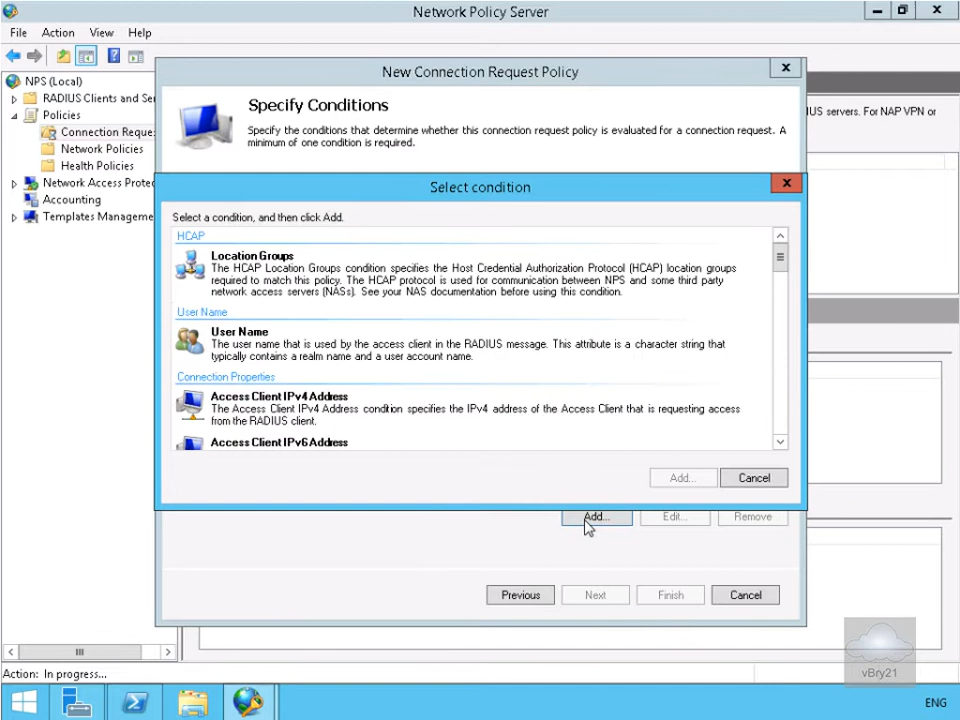 Network Policy Server
File Action View Help
New Connection Request Policy
NPS (Local)
RADIUS Clients and Ser
Policies
Connection Reque
Network Policies
Health Policies
Network Access Protec
Accounting
Templates Manageme
Specify Conditions
Specify the conditions that determine whether this connection request policy is evaluated for a connection request. A
minimum of one condition is required.
IUS servers. For NAP VPN or
Select condition
Select a condition, and then click Add.
HCAP
Location Groups
The HCAP Location Groups condition specifies the Host Credential Authorization Protocol (HCAP) location groups
required to match this policy. The HCAP protocol is used for communication between NPS and some third party
network access servers (NASs). See your NAS documentation before using this condition.
User Name
User Name
The user name that is used by the access client in the RADIUS message. This attribute is a character string that
typically contains a realm name and a user account name.
Connection Properties
Access Client IPv4 Address
The Access Client IPv4 Address condition specifies the IPv4 address of the Access Client that is requesting access
from the RADIUS client.
Access Client IPv6 Address
Add... Cancel
Add... Edit... Remove
Previous Next Finish Cancel
vBry21
Action: In progress...
ENG